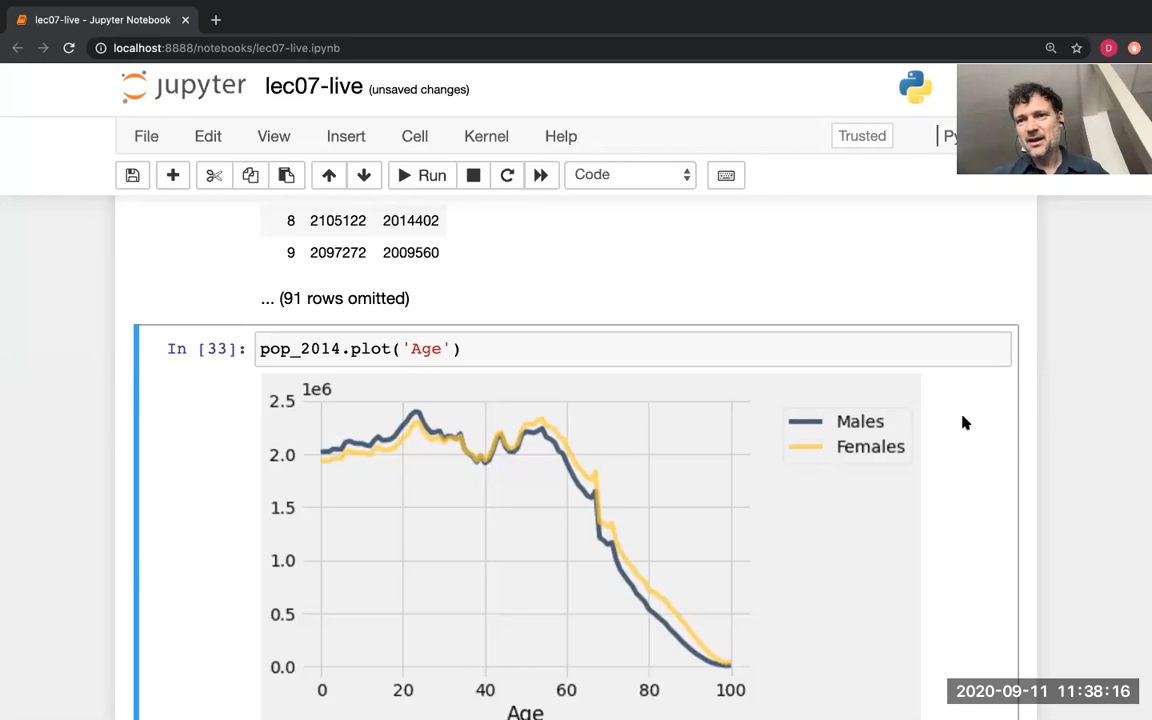 lec07-live - Jupyter Notebook
localhost:8888/notebooks/lec07-live.ipynb
D
jupyter lec07-live (unsaved changes)
File Edit View Insert Cell Kernel Help Trusted
Run Code
8 2105122 2014402
9 2097272 2009560
... (91 rows omitted)
In [33]: pop_2014.plot('Age')
1e6
2.5
2.0
1.5
1.0
0.5
0.0
0 20 40 60 80 100
Age
Males
Females
2020-09-11 11:38:16